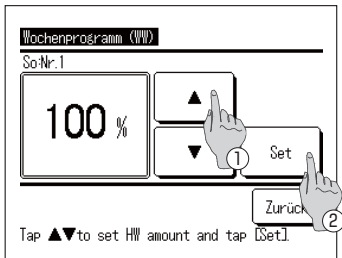 Wochenprogramm (WW)
So:Nr.1
100 %
▲
▼
① Set
Zurück
②
Tap ▲▼to set HW amount and tap [Set].